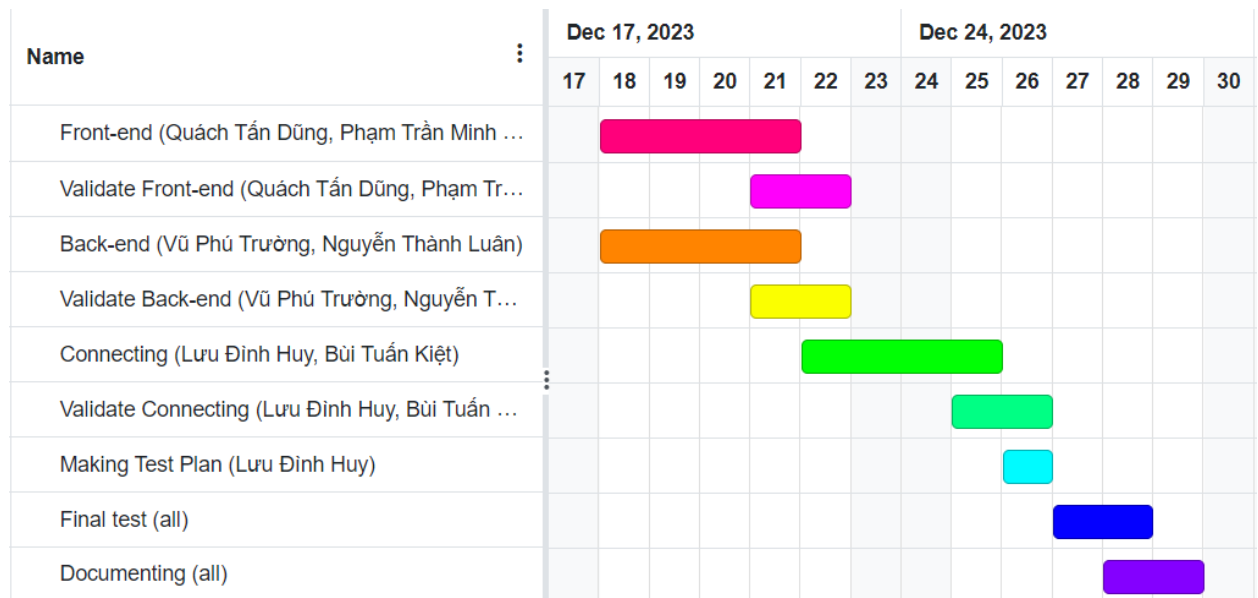 Name
Dec 17, 2023
Dec 24, 2023
17 18 19 20 21 22 23 24 25 26 27 28 29 30
Front-end (Quách Tấn Dũng, Phạm Trần Minh ...
Validate Front-end (Quách Tấn Dũng, Phạm Tr...
Back-end (Vũ Phú Trường, Nguyễn Thành Luân)
Validate Back-end (Vũ Phú Trường, Nguyễn T...
Connecting (Lưu Đình Huy, Bùi Tuấn Kiệt)
Validate Connecting (Lưu Đình Huy, Bùi Tuấn ...
Making Test Plan (Lưu Đình Huy)
Final test (all)
Documenting (all)